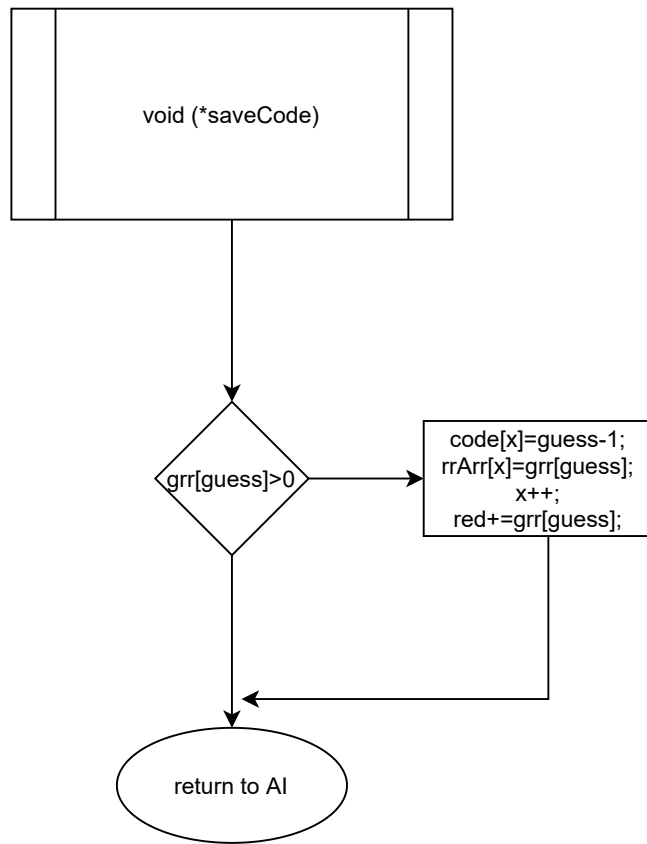 void (*saveCode)
grr[guess]>0
code[x]=guess-1;
rrArr[x]=grr[guess];
x++;
red+=grr[guess];
return to AI